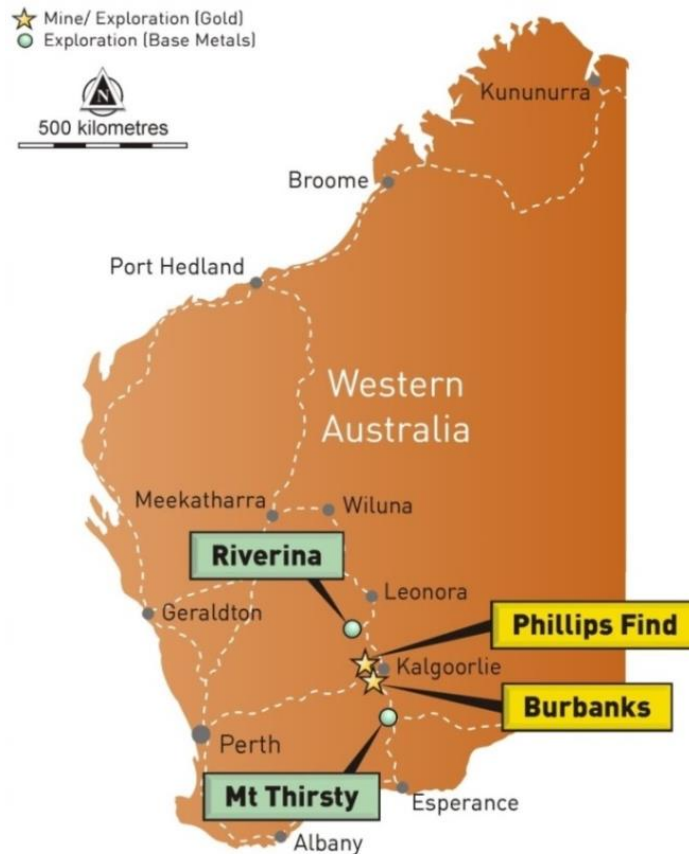 Mine/ Exploration (Gold)
Exploration (Base Metals)
N
500 kilometres
Kununurra
Broome
Port Hedland
Western
Australia
Meekatharra
Wiluna
Riverina
Leonora
Geraldton
Phillips Find
Kalgoorlie
Burbanks
Perth
Mt Thirsty
Esperance
Albany